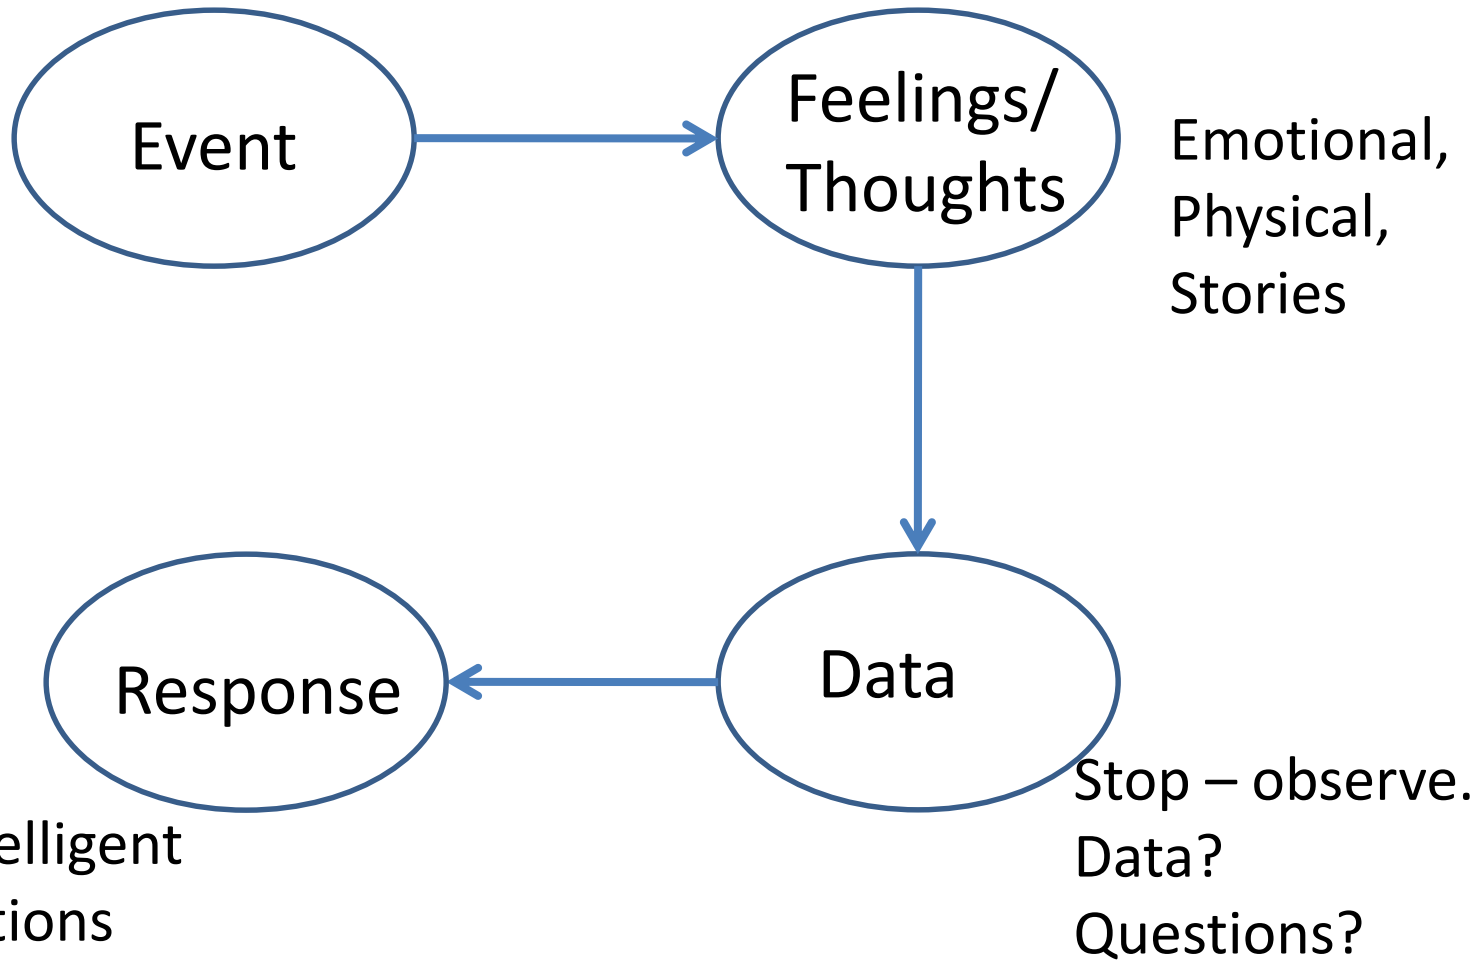 Event
Feelings/
Thoughts
Emotional,
Physical,
Stories
Response
Data
Stop – observe.
Data?
Questions?
elligent
tions